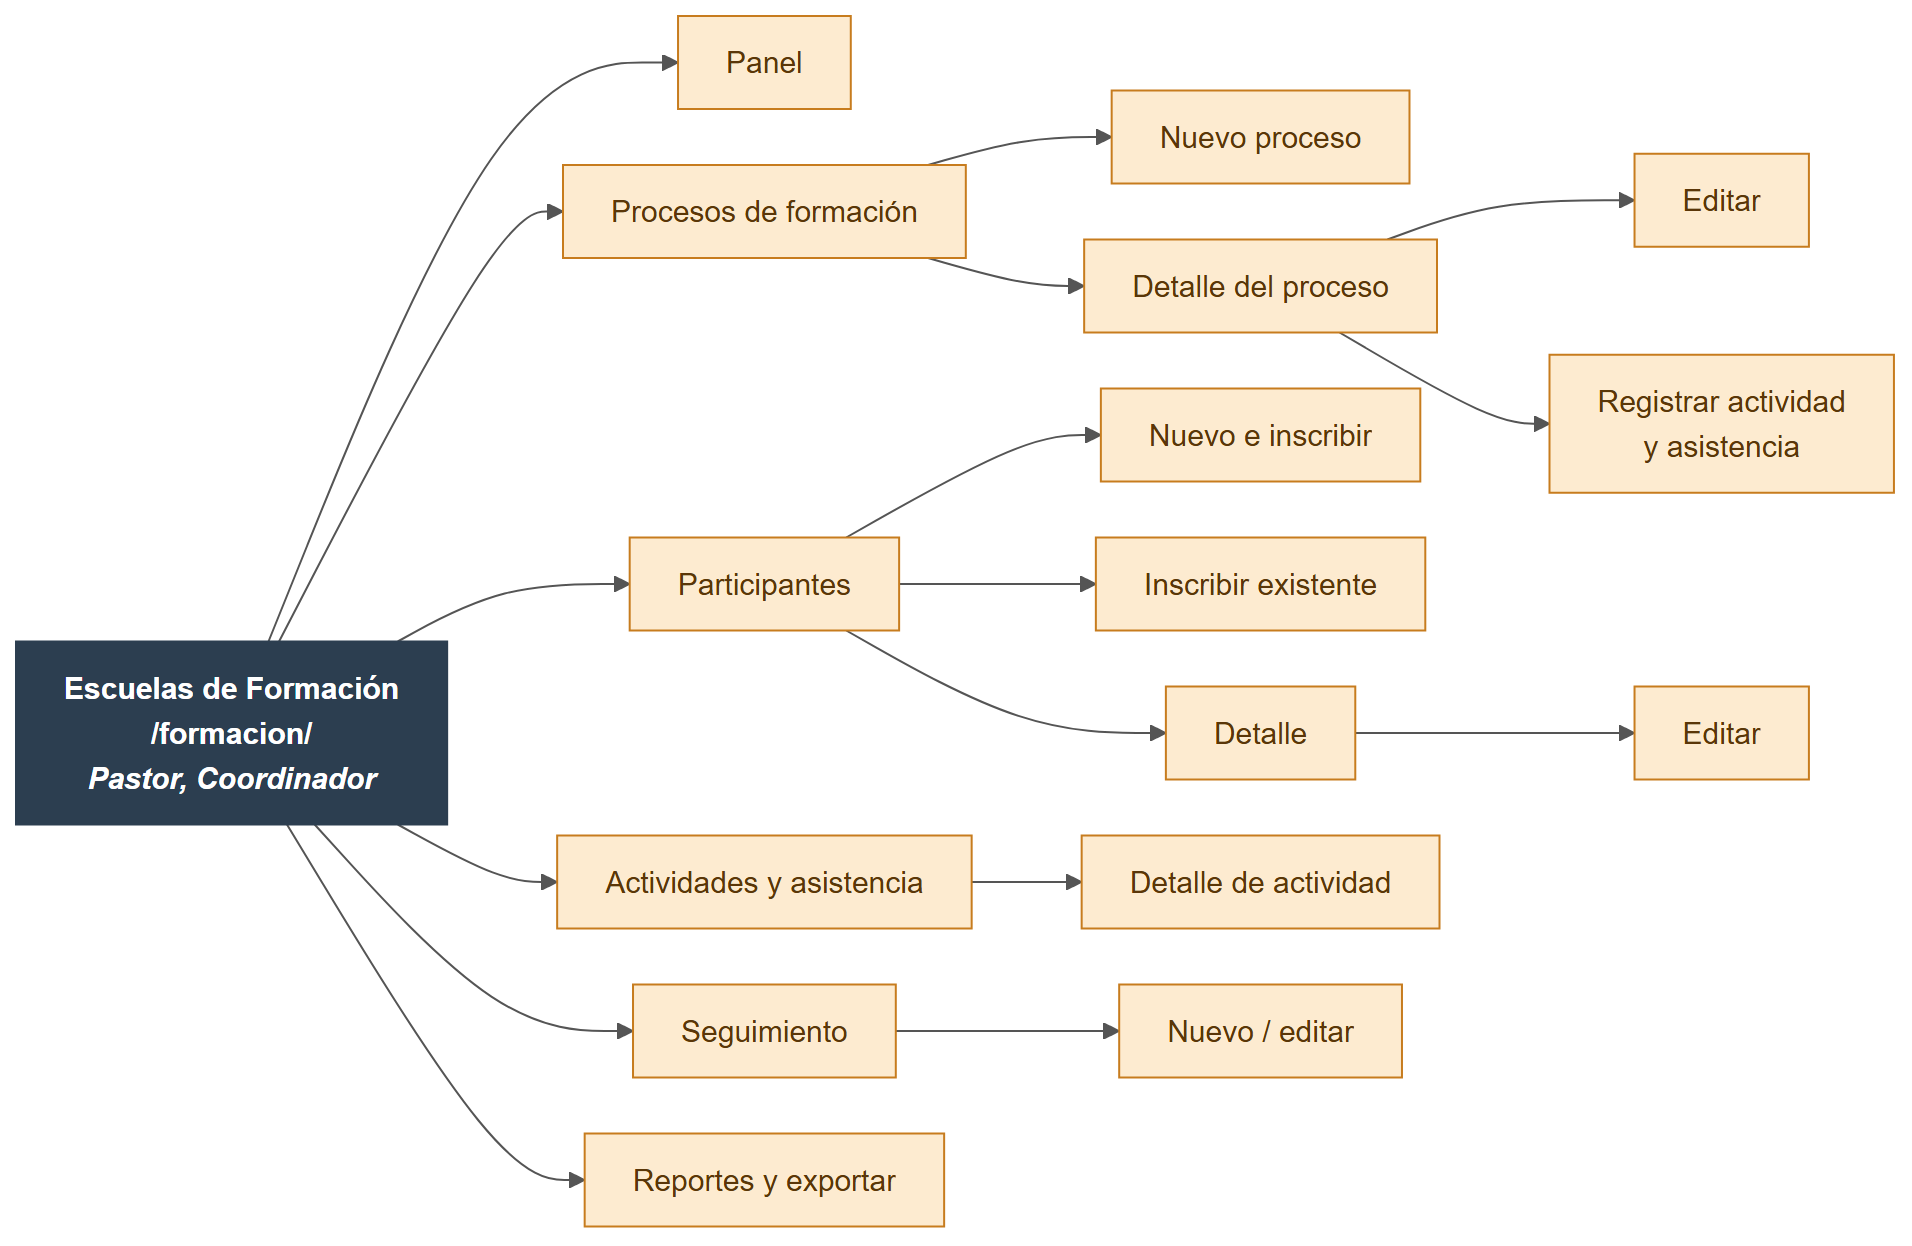 Panel
Nuevo proceso
Procesos de formación
Editar
Detalle del proceso
Registrar actividad
y asistencia
Nuevo e inscribir
Participantes
Inscribir existente
Escuelas de Formación
/formacion/
Pastor, Coordinador
Detalle
Editar
Actividades y asistencia
Detalle de actividad
Seguimiento
Nuevo / editar
Reportes y exportar